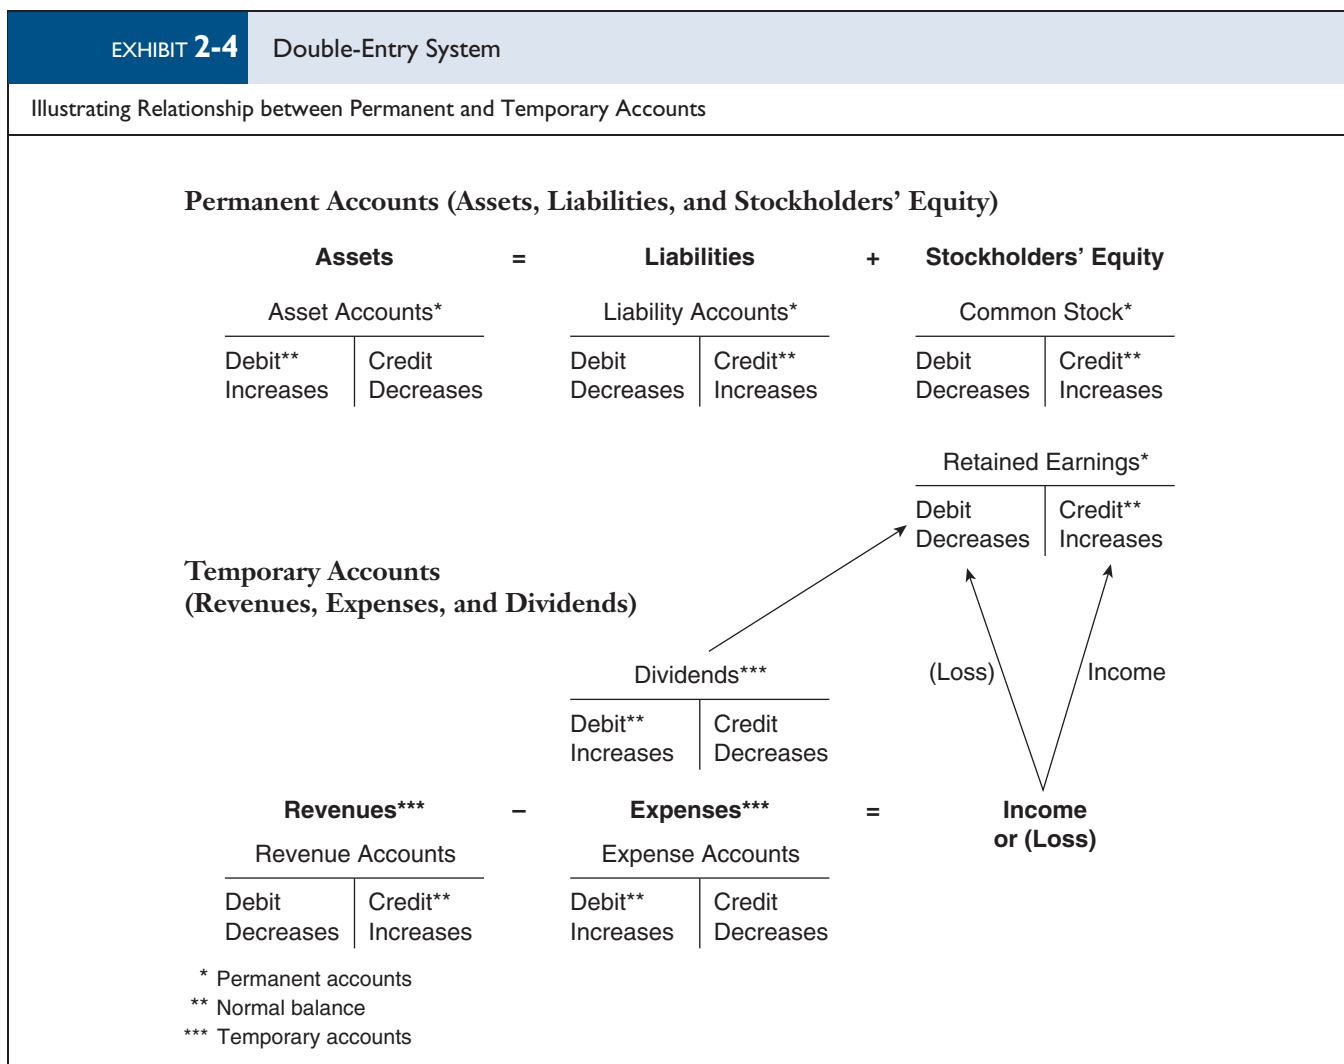 EXHIBIT 2-4 Double-Entry System
Illustrating Relationship between Permanent and Temporary Accounts
Permanent Accounts (Assets, Liabilities, and Stockholders’ Equity)
Assets = Liabilities + Stockholders’ Equity
Asset Accounts* Liability Accounts* Common Stock*
Debit** Credit Debit Credit** Debit Credit**
Increases Decreases Decreases Increases Decreases Increases
Retained Earnings*
Debit Credit**
Decreases Increases
Temporary Accounts
(Revenues, Expenses, and Dividends)
(Loss) Income
Dividends***
Debit** Credit
Increases Decreases
Revenues*** – Expenses*** = Income
or (Loss)
Revenue Accounts Expense Accounts
Debit Credit** Debit** Credit
Decreases Increases Increases Decreases
* Permanent accounts
** Normal balance
*** Temporary accounts